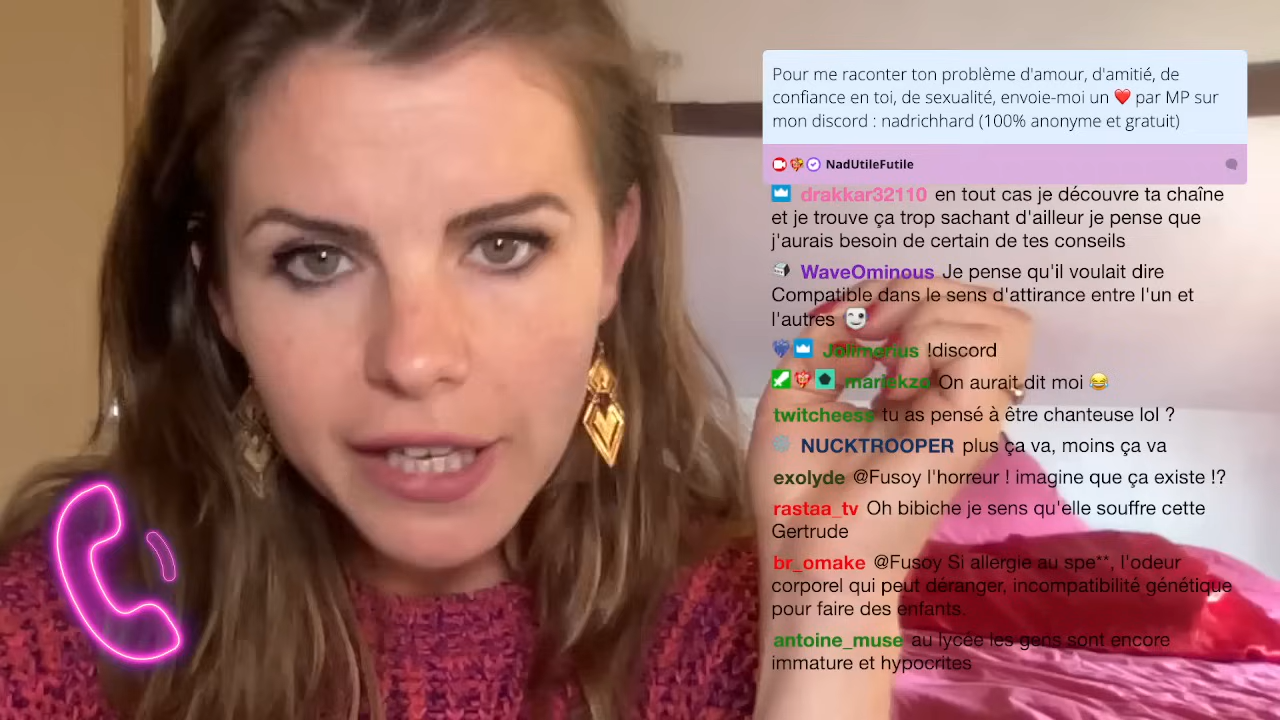 Pour me raconter ton problème d'amour, d'amitié, de
confiance en toi, de sexualité, envoie-moi un ❤️ par MP sur
mon discord : nadrichhard (100% anonyme et gratuit)
NadUtileFutile
drakkar32110 en tout cas je découvre ta chaîne
et je trouve ça trop sachant d'ailleur je pense que
j'aurais besoin de certain de tes conseils
WaveOminous Je pense qu'il voulait dire
Compatible dans le sens d'attirance entre l'un et
l'autres
Jolimerius !discord
mariekzo On aurait dit moi 😂
twitcheess tu as pensé à être chanteuse lol ?
NUCKTROOPER plus ça va, moins ça va
exolyde @Fusoy l'horreur ! imagine que ça existe !?
rastaa_tv Oh bibiche je sens qu'elle souffre cette
Gertrude
br_omake @Fusoy Si allergie au spe**, l'odeur
corporel qui peut déranger, incompatibilité génétique
pour faire des enfants.
antoine_muse au lycée les gens sont encore
immature et hypocrites